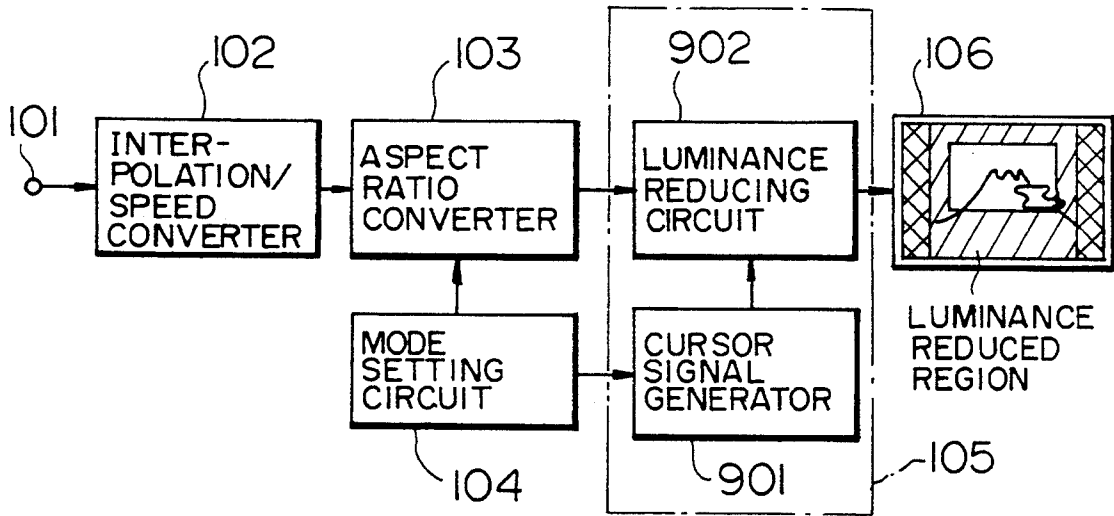 101
102
INTER-
POLATION/
SPEED
CONVERTER
103
ASPECT
RATIO
CONVERTER
902
LUMINANCE
REDUCING
CIRCUIT
106
LUMINANCE
REDUCED
REGION
MODE
SETTING
CIRCUIT
104
CURSOR
SIGNAL
GENERATOR
901
105